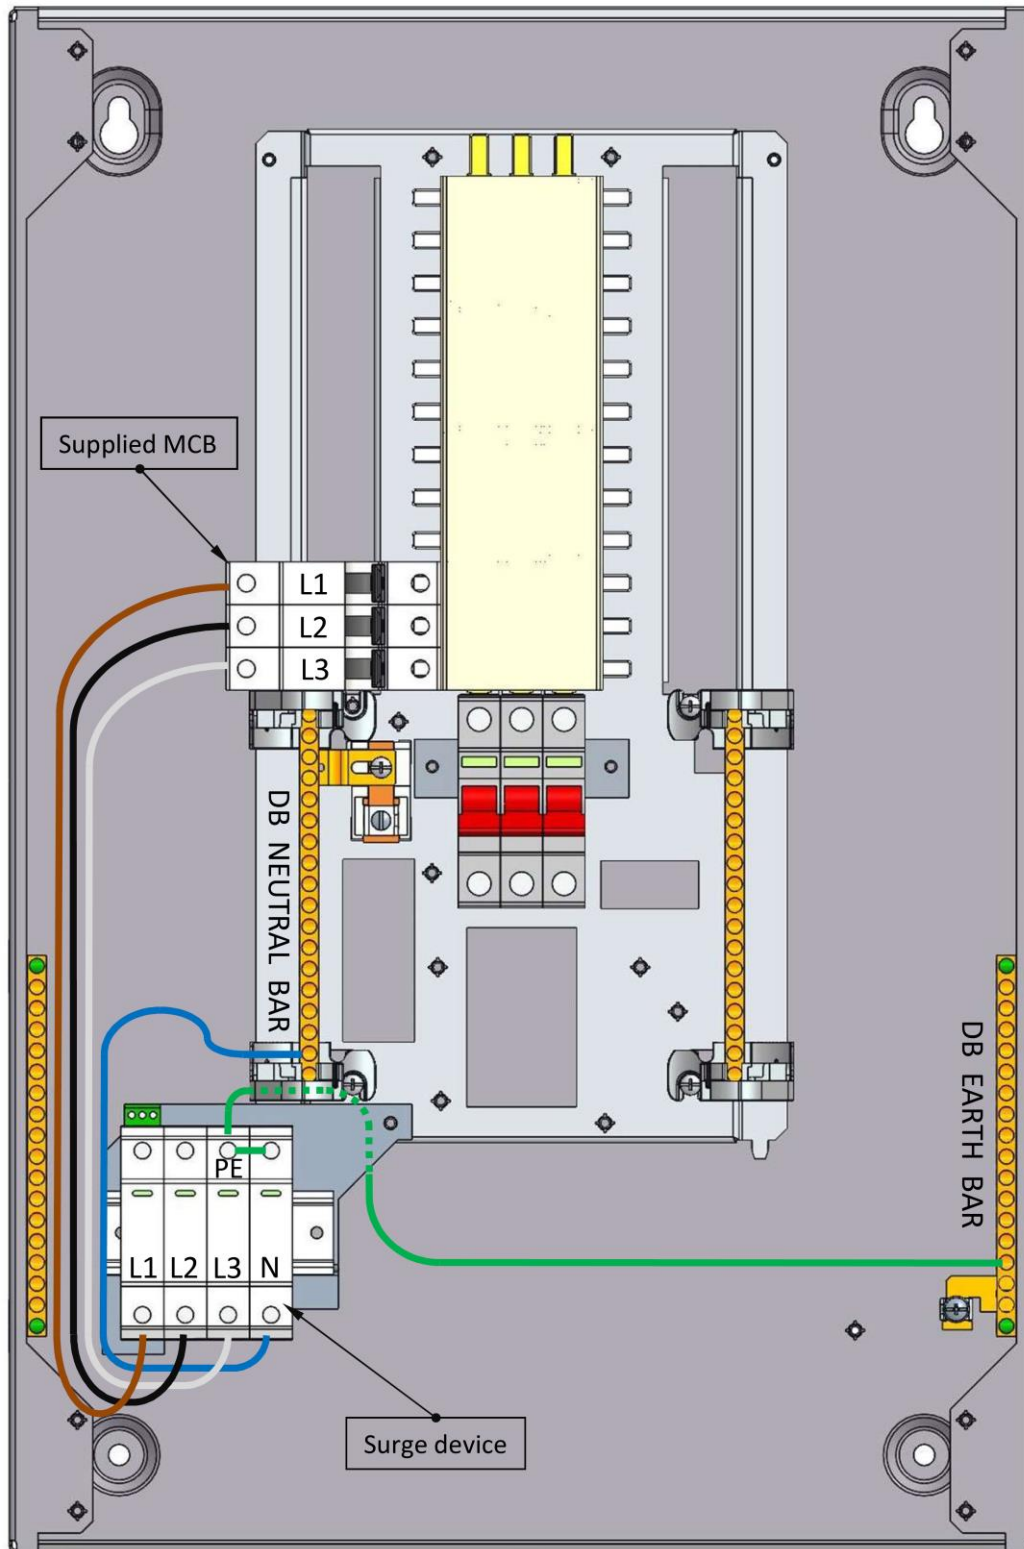 Supplied MCB
L1
L2
L3
DB NEUTRAL BAR
DB EARTH BAR
PE
L1 L2 L3 N
Surge device